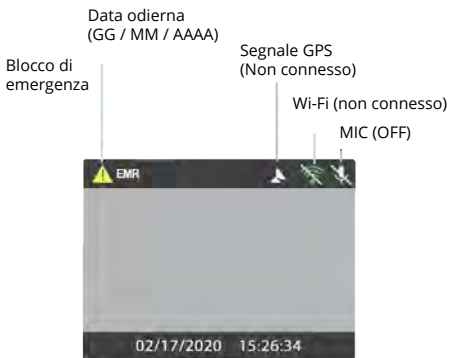 Data odierna
(GG / MM / AAAA)
Blocco di
emergenza
Segnale GPS
(Non connesso)
Wi-Fi (non connesso)
MIC (OFF)
EMR
02/17/2020 15:26:34